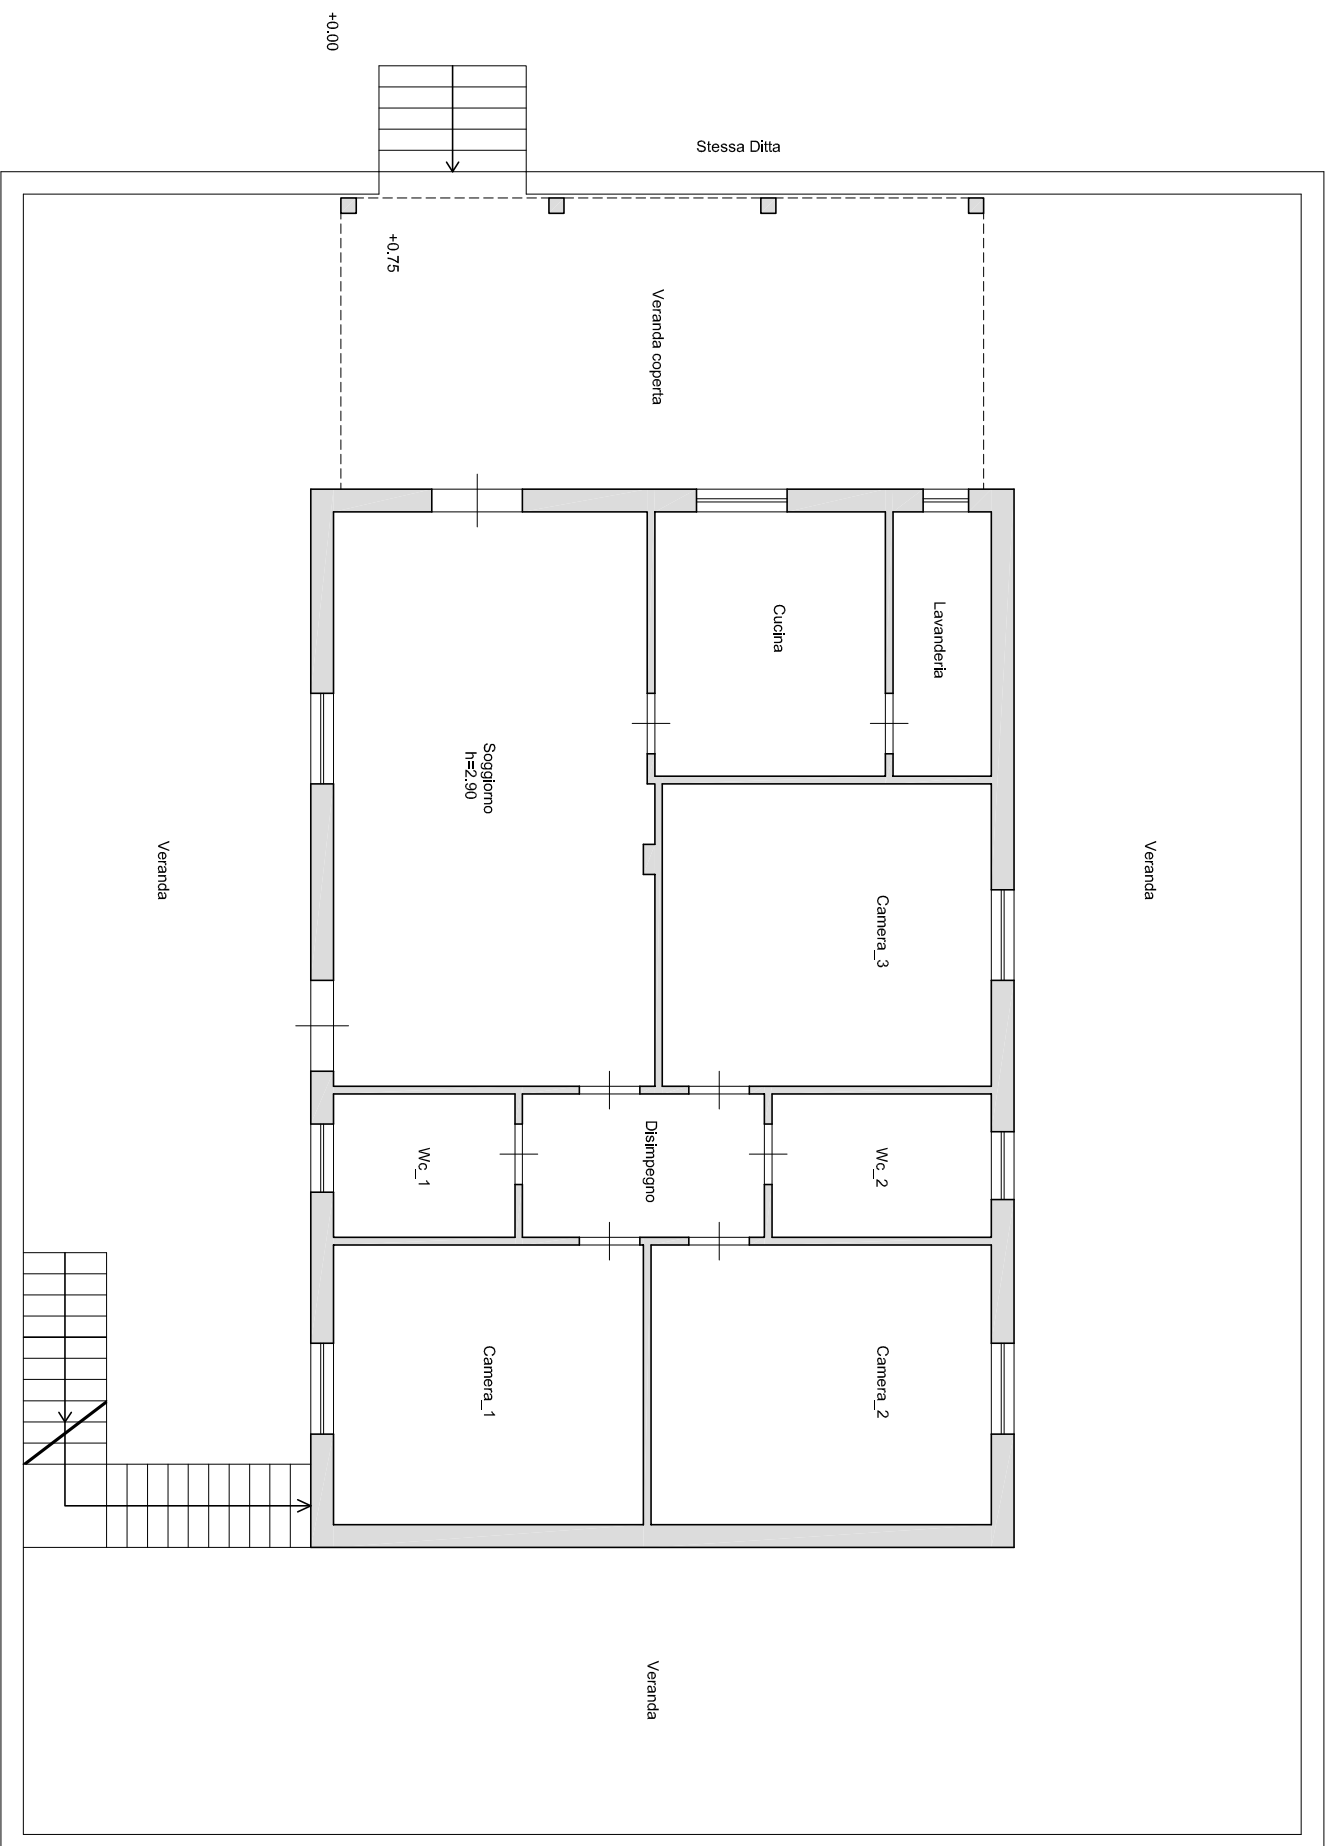 +0.00
Stessa Ditta
+0.75
Veranda coperta
Cucina
Lavanderia
Soggiorno
h=2.90
Veranda
Veranda
Camera_3
Wc_1
Disimpegno
Wc_2
Camera_1
Camera_2
Veranda